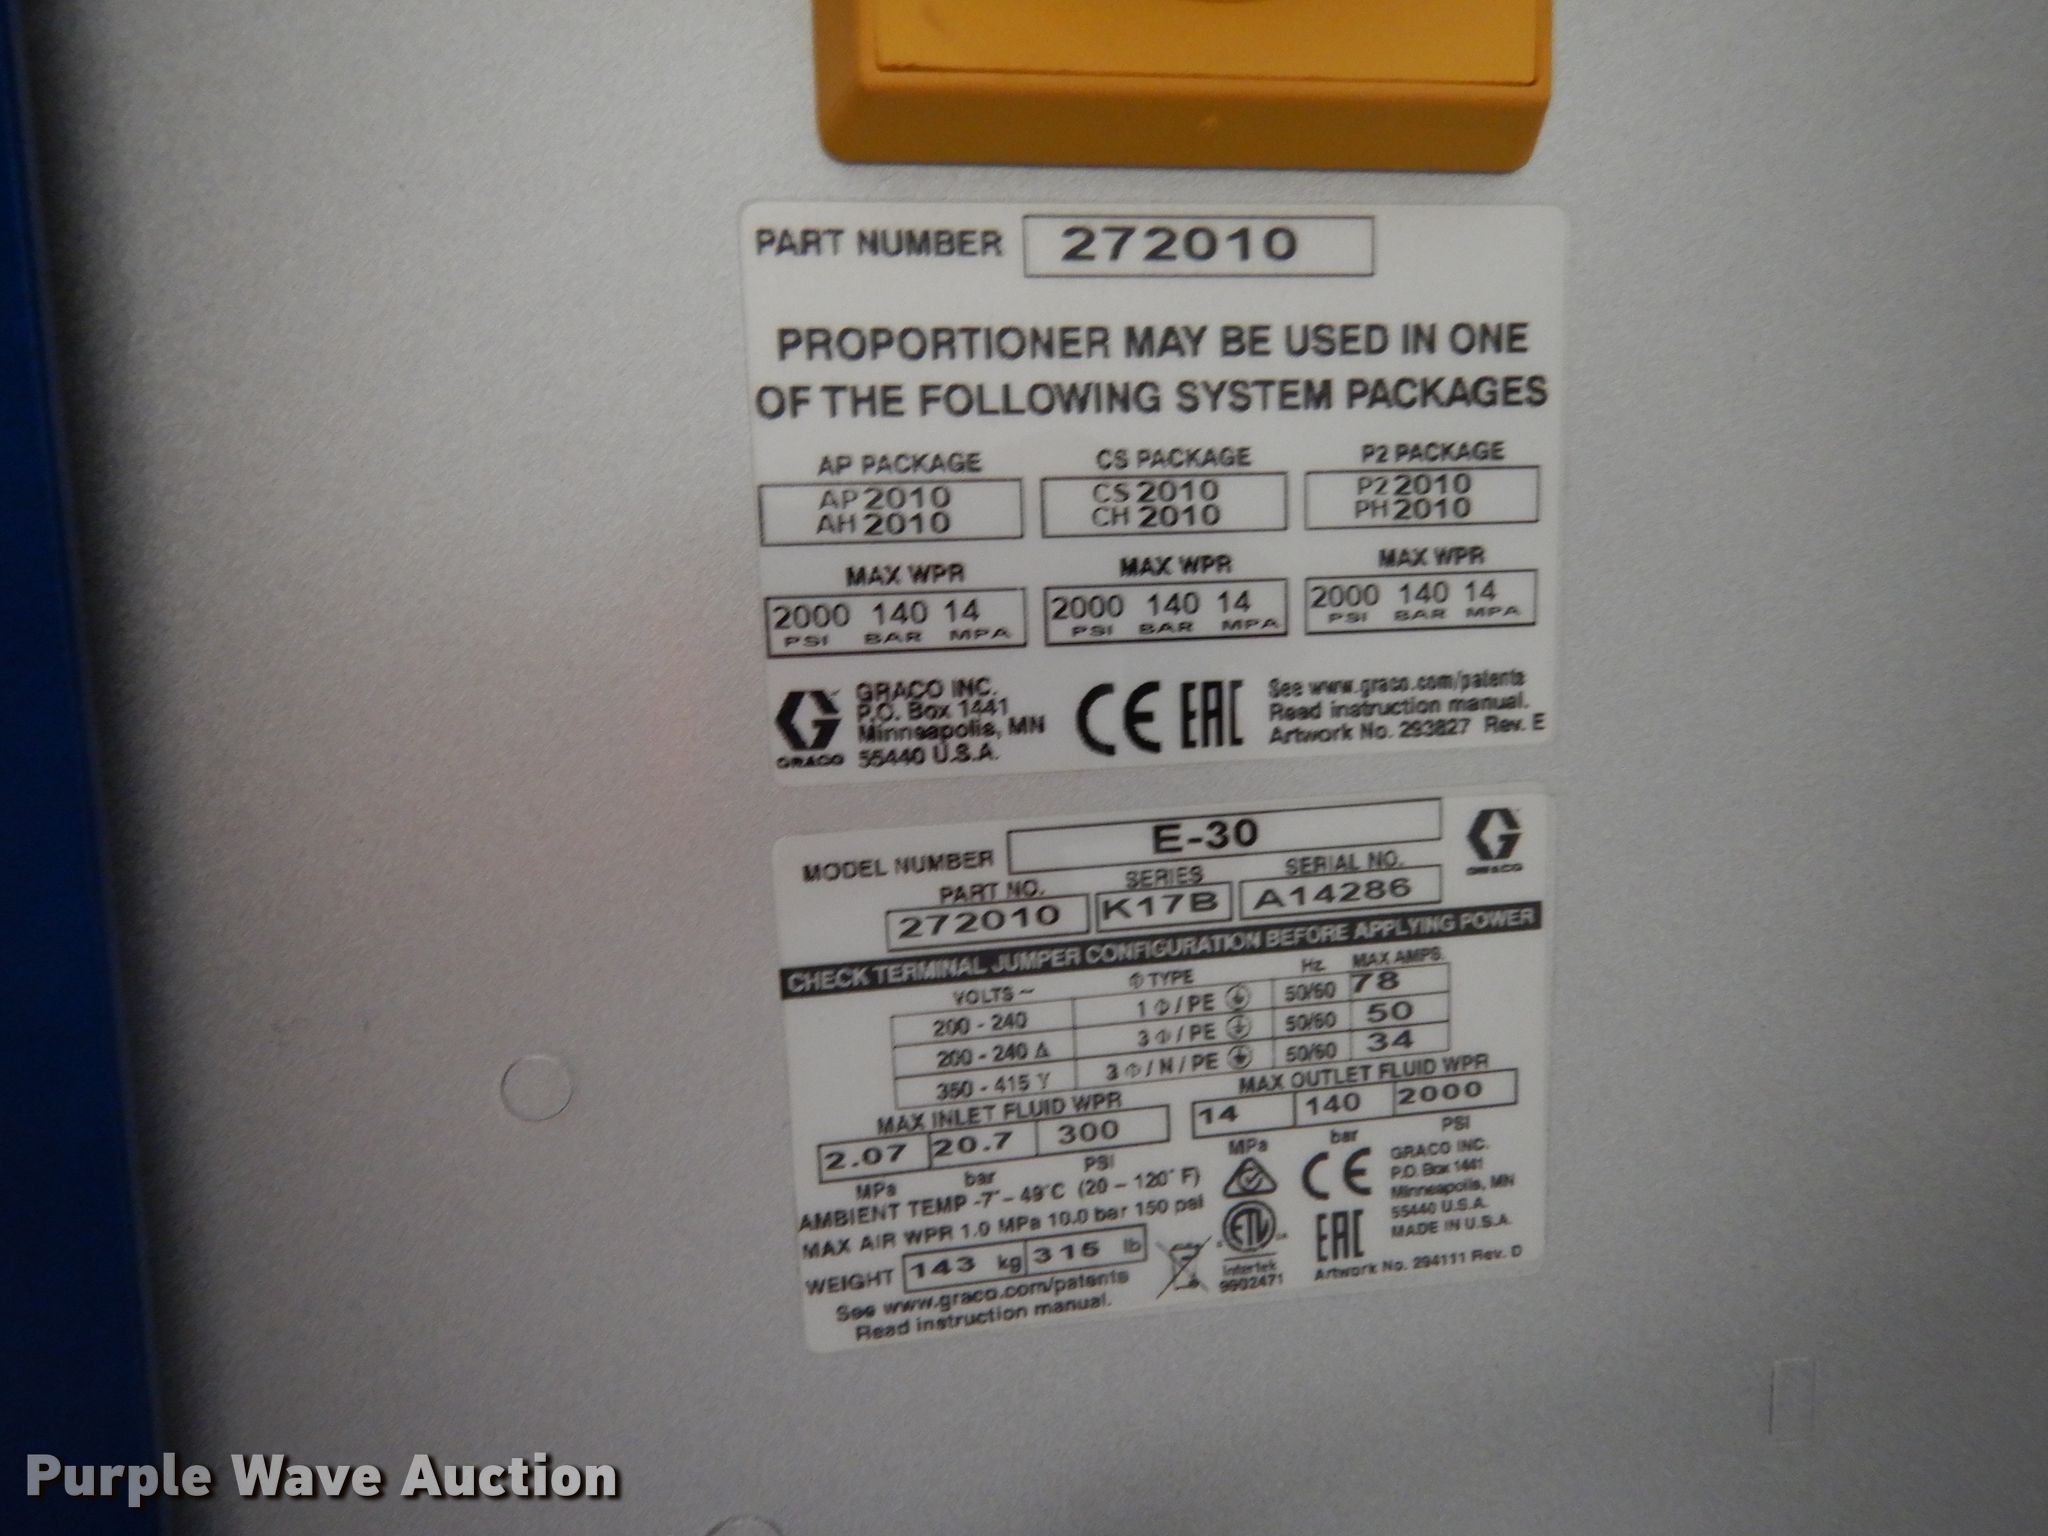 PART NUMBER 272010
PROPORTIONER MAY BE USED IN ONE
OF THE FOLLOWING SYSTEM PACKAGES
AP PACKAGE CS PACKAGE P2 PACKAGE
AP2010 CS2010 P22010
AH2010 CH2010 PH2010
MAX WPR MAX WPR MAX WPR
2000 140 14 2000 140 14 2000 140 14
PSI BAR MPA PSI BAR MPA PSI BAR MPA
GRACO
GRACO INC.
P.O. Box 1441
Minneapolis, MN
55440 U.S.A.
CE EAC
See www.graco.com/patents
Read instruction manual.
Artwork No. 293827 Rev. E
MODEL NUMBER E-30
GRACO
PART NO. SERIES SERIAL NO.
272010 K17B A14286
CHECK TERMINAL JUMPER CONFIGURATION BEFORE APPLYING POWER
VOLTS ~ Φ TYPE Hz MAX AMPS.
200 - 240 1 Φ / PE 50/60 78
200 - 240 Δ 3 Φ / PE 50/60 50
350 - 415 Y 3 Φ / N / PE 50/60 34
MAX INLET FLUID WPR MAX OUTLET FLUID WPR
2.07 20.7 300 14 140 2000
MPa bar PSI MPa bar PSI
AMBIENT TEMP -7° - 49°C (20 - 120° F)
MAX AIR WPR 1.0 MPa 10.0 bar 150 psi
WEIGHT 143 kg 315 lb
See www.graco.com/patents
Read instruction manual.
ETL
Intertek
9902471
CE
EAC
GRACO INC.
P.O. Box 1441
Minneapolis, MN
55440 U.S.A.
MADE IN U.S.A.
Artwork No. 294111 Rev. D
Purple Wave Auction